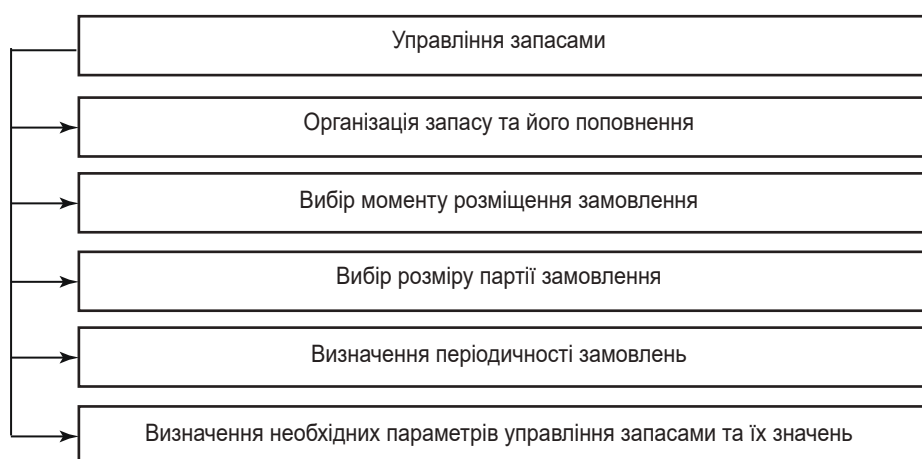 Управління запасами
Організація запасу та його поповнення
Вибір моменту розміщення замовлення
Вибір розміру партії замовлення
Визначення періодичності замовлень
Визначення необхідних параметрів управління запасами та їх значень